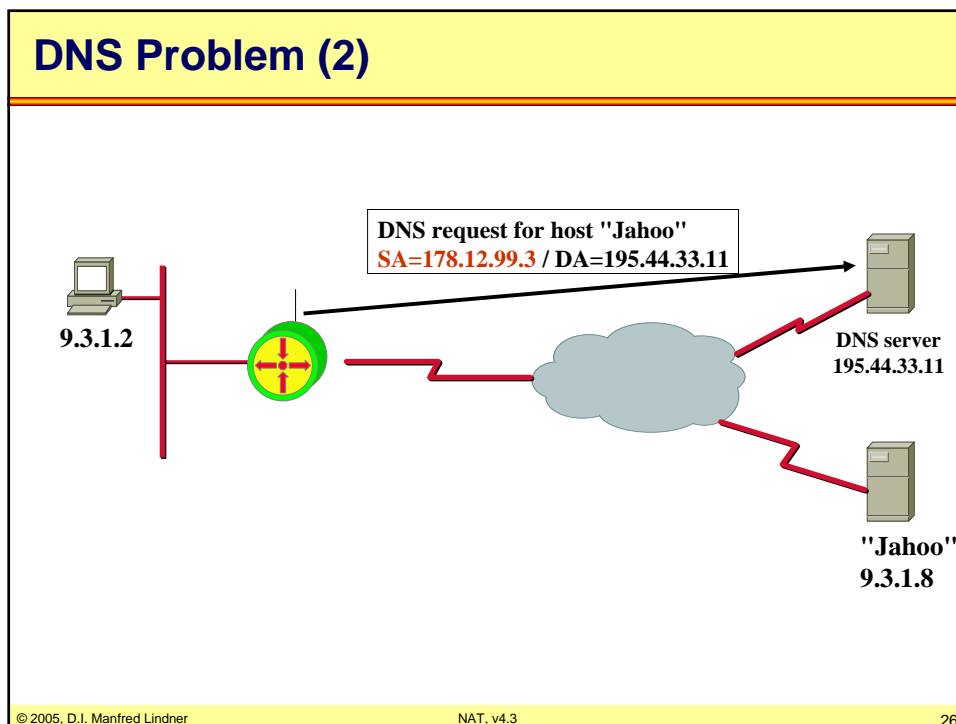 DNS Problem (2)
DNS request for host "Jahoo"
SA=178.12.99.3 / DA=195.44.33.11
9.3.1.2
DNS server
195.44.33.11
"Jahoo"
9.3.1.8
© 2005, D.I. Manfred Lindner
NAT, v4.3
26